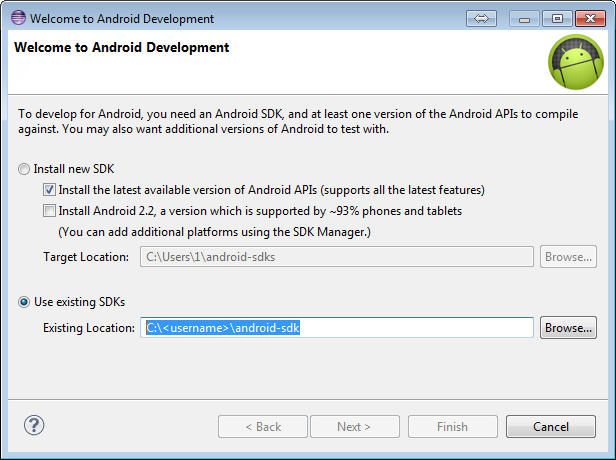 Welcome to Android Development
Welcome to Android Development
To develop for Android, you need an Android SDK, and at least one version of the Android APIs to compile
against. You may also want additional versions of Android to test with.
Install new SDK
Install the latest available version of Android APIs (supports all the latest features)
Install Android 2.2, a version which is supported by ~93% phones and tablets
(You can add additional platforms using the SDK Manager.)
Target Location: C:\Users\1\android-sdks Browse...
Use existing SDKs
Existing Location: C:\<username>\android-sdk Browse...
? < Back Next > Finish Cancel